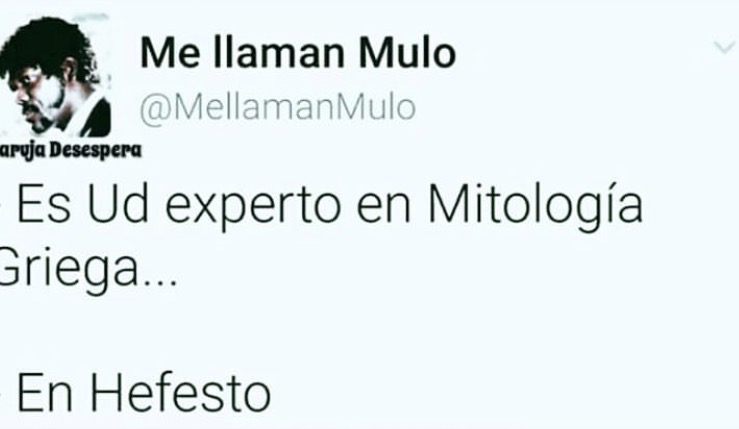 Me llaman Mulo
@MellamanMulo
aruja Desespera
- Es Ud experto en Mitología
Griega...
- En Hefesto